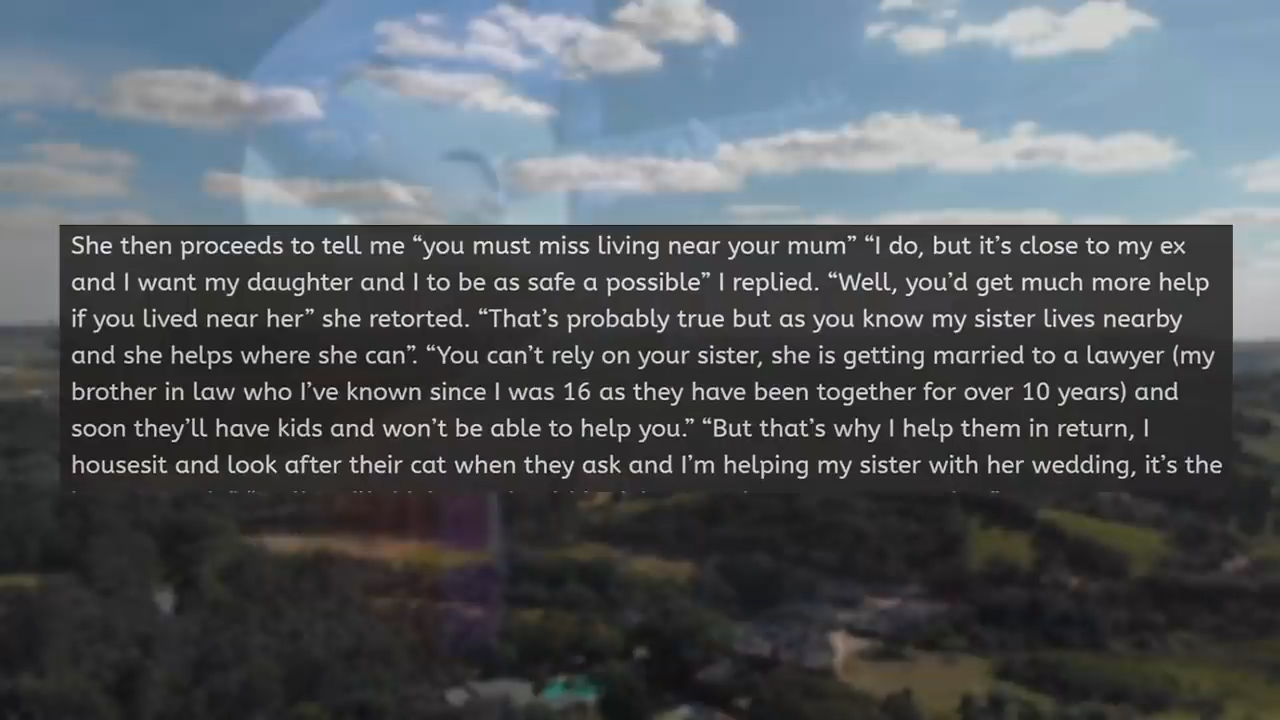 She then proceeds to tell me “you must miss living near your mum” “I do, but it’s close to my ex
and I want my daughter and I to be as safe a possible” I replied. “Well, you’d get much more help
if you lived near her” she retorted. “That’s probably true but as you know my sister lives nearby
and she helps where she can”. “You can’t rely on your sister, she is getting married to a lawyer (my
brother in law who I’ve known since I was 16 as they have been together for over 10 years) and
soon they’ll have kids and won’t be able to help you.” “But that’s why I help them in return, I
housesit and look after their cat when they ask and I’m helping my sister with her wedding, it’s the